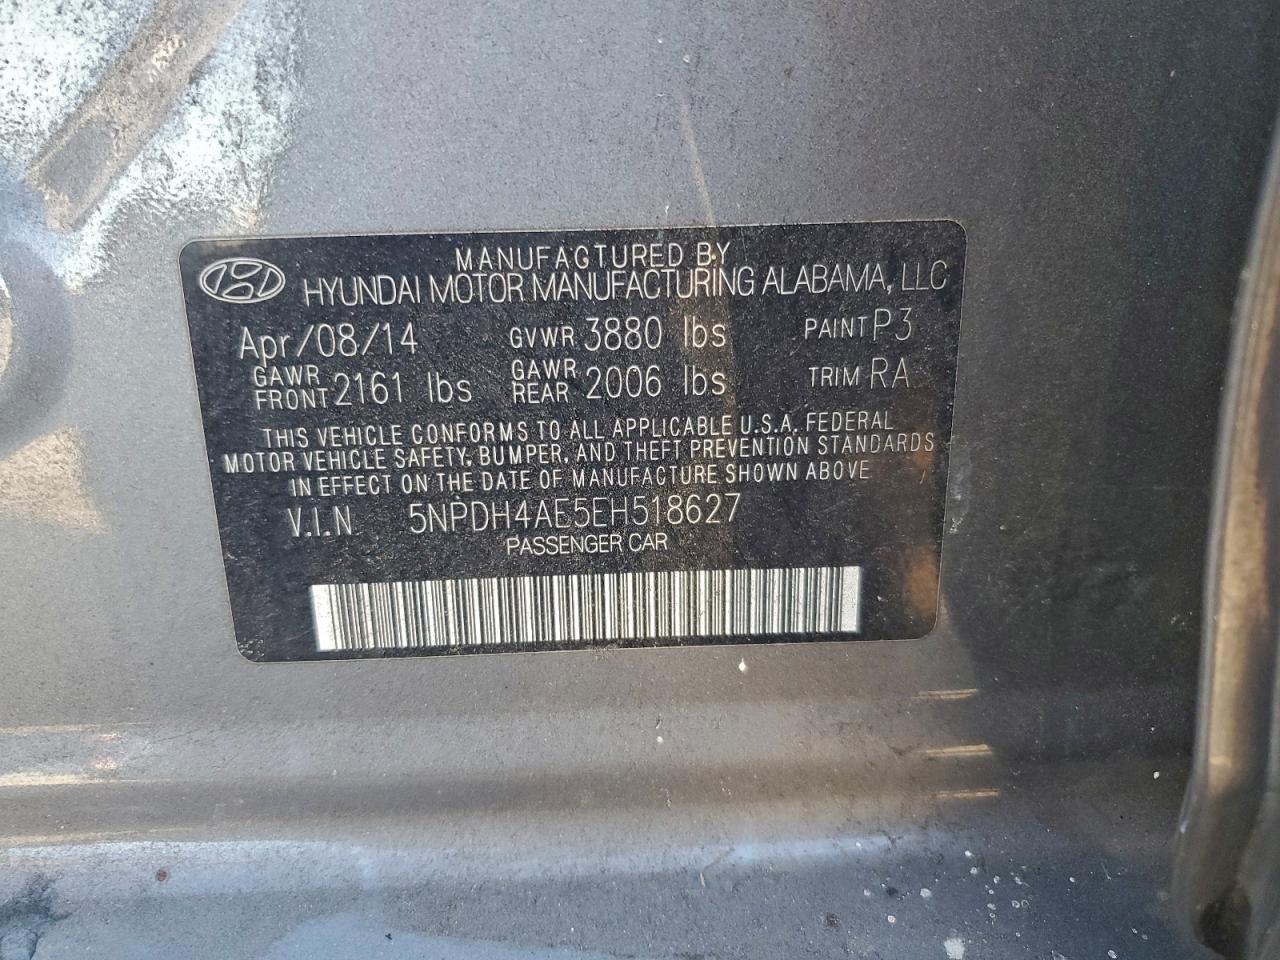 MANUFACTURED BY
HYUNDAI MOTOR MANUFACTURING ALABAMA, LLC
Apr/08/14 GVWR 3880 lbs PAINT P3
GAWR FRONT 2161 lbs GAWR REAR 2006 lbs TRIM RA
THIS VEHICLE CONFORMS TO ALL APPLICABLE U.S.A. FEDERAL
MOTOR VEHICLE SAFETY, BUMPER, AND THEFT PREVENTION STANDARDS
IN EFFECT ON THE DATE OF MANUFACTURE SHOWN ABOVE
V.I.N 5NPDH4AE5EH518627
PASSENGER CAR